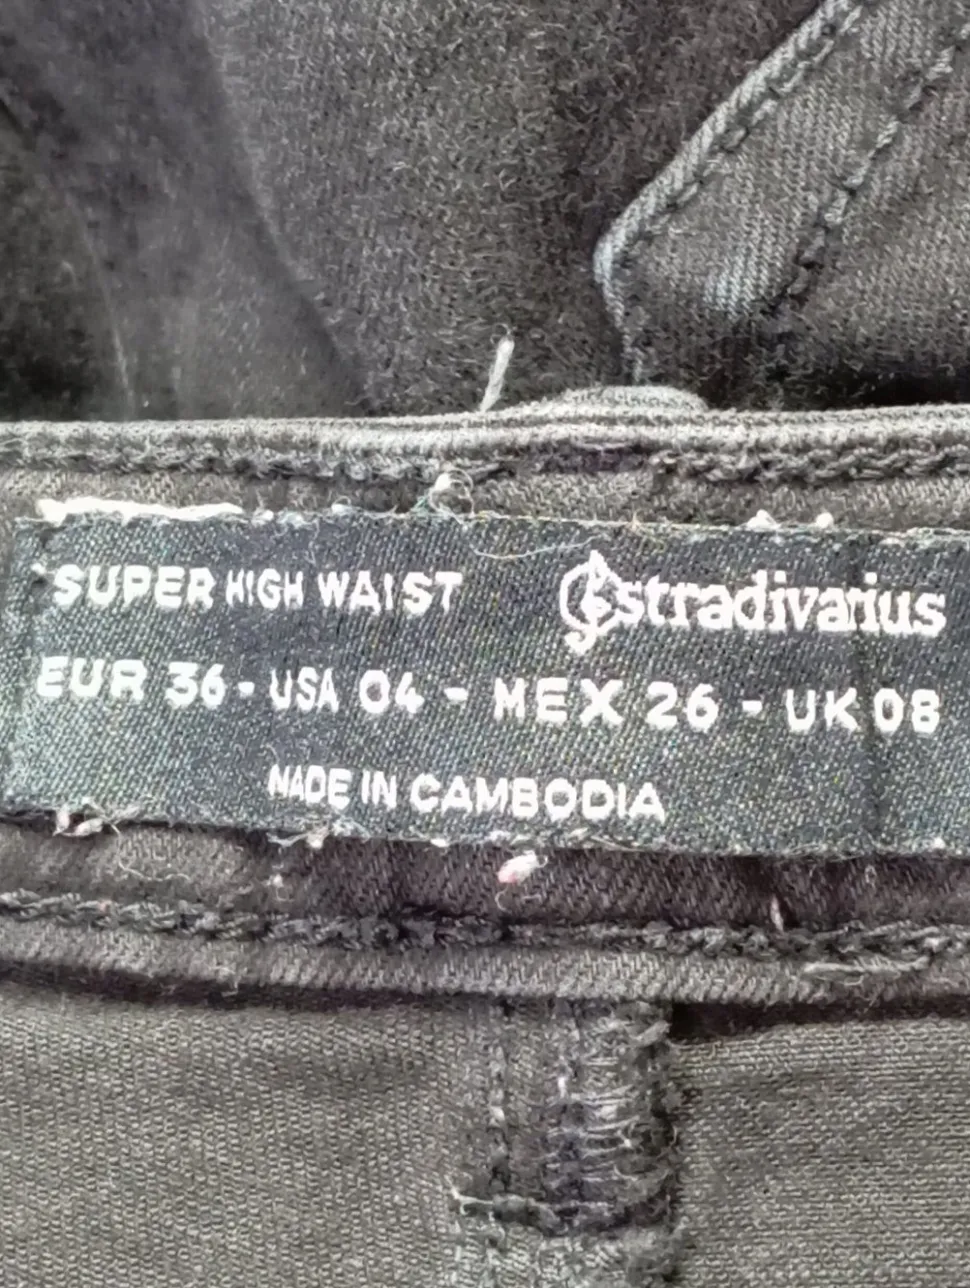 SUPER HIGH WAIST stradivarius
EUR 36 - USA 04 - MEX 26 - UK 08
MADE IN CAMBODIA